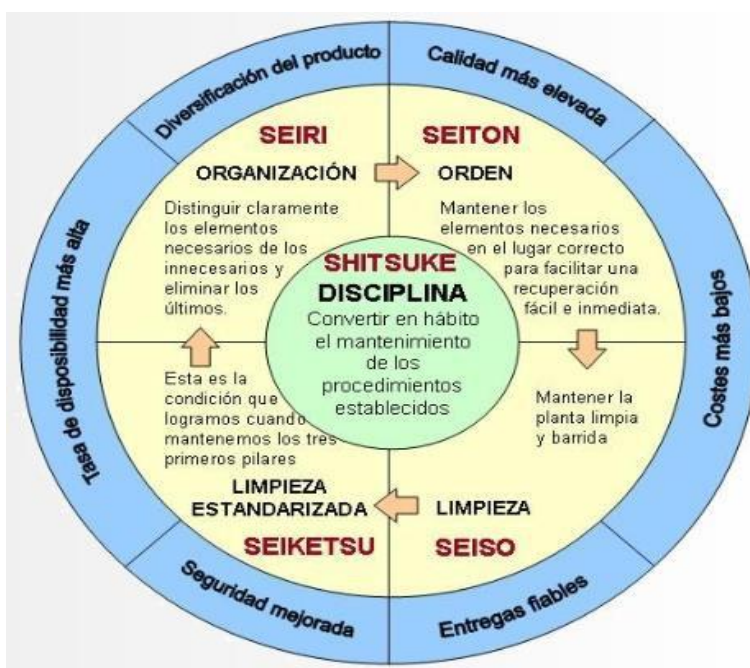 Diversificación del producto
Calidad más elevada
Costes más bajos
Entregas fiables
Seguridad mejorada
Tasa de disposibilidad más alta
SEIRI
ORGANIZACIÓN
Distinguir claramente
los elementos
necesarios de los
innecesarios y
eliminar los
últimos.
SEITON
ORDEN
Mantener los
elementos necesarios
en el lugar correcto
para facilitar una
recuperación
fácil e inmediata.
SHITSUKE
DISCIPLINA
Convertir en hábito
el mantenimiento
de los
procedimientos
establecidos
Mantener la
planta limpia
y barrida
LIMPIEZA
SEISO
Esta es la
condición que
logramos cuando
mantenemos los tres
primeros pilares
LIMPIEZA
ESTANDARIZADA
SEIKETSU